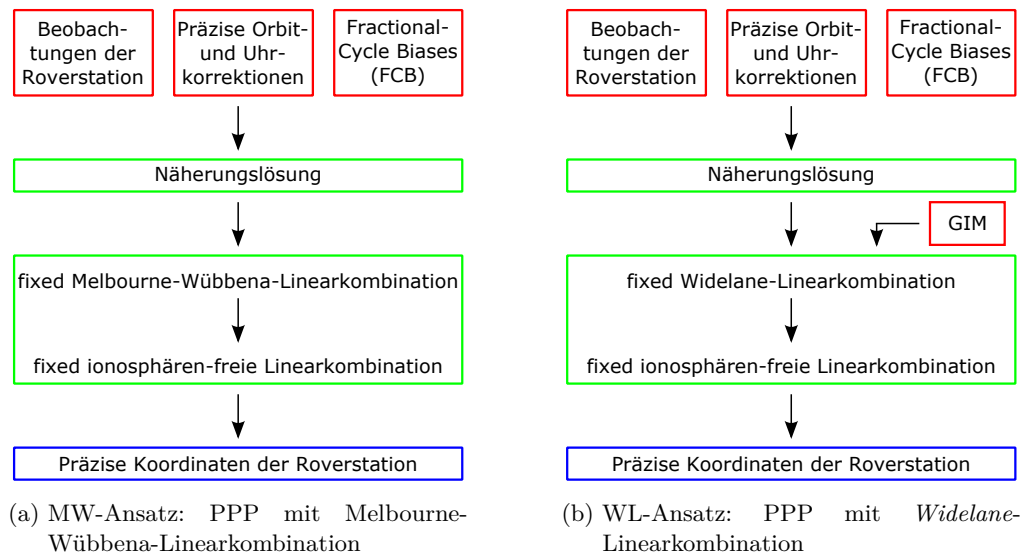 Beobach-
tungen der
Roverstation
Präzise Orbit-
und Uhr-
korrektionen
Fractional-
Cycle Biases
(FCB)
Näherungslösung
fixed Melbourne-Wübbena-Linearkombination
fixed ionosphären-freie Linearkombination
Präzise Koordinaten der Roverstation
(a) MW-Ansatz: PPP mit Melbourne-
Wübbena-Linearkombination
Beobach-
tungen der
Roverstation
Präzise Orbit-
und Uhr-
korrektionen
Fractional-
Cycle Biases
(FCB)
Näherungslösung
GIM
fixed Widelane-Linearkombination
fixed ionosphären-freie Linearkombination
Präzise Koordinaten der Roverstation
(b) WL-Ansatz: PPP mit Widelane-
Linearkombination